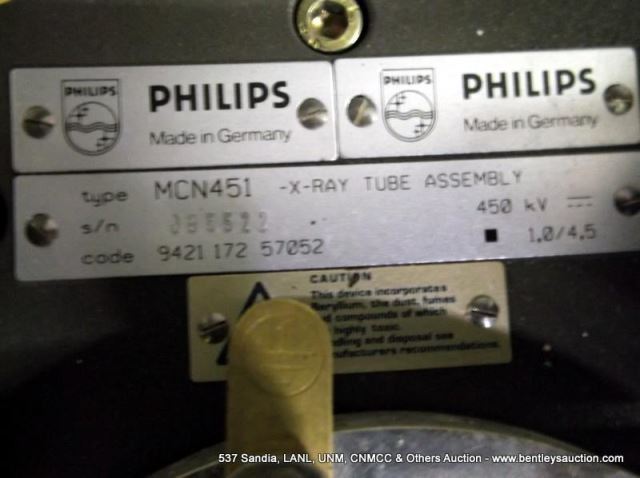 PHILIPS
PHILIPS
Made in Germany
PHILIPS
PHILIPS
Made in Germany
type MCN451 -X-RAY TUBE ASSEMBLY
450 kV
s/n
■ 1,0/4,5
code 9421 172 57052
CAUTION
This device incorporates
Beryllium, the dust, fumes
compounds of which
highly toxic.
and disposal see
recommendations.
537 Sandia, LANL, UNM, CNMCC & Others Auction - www.bentleysauction.com